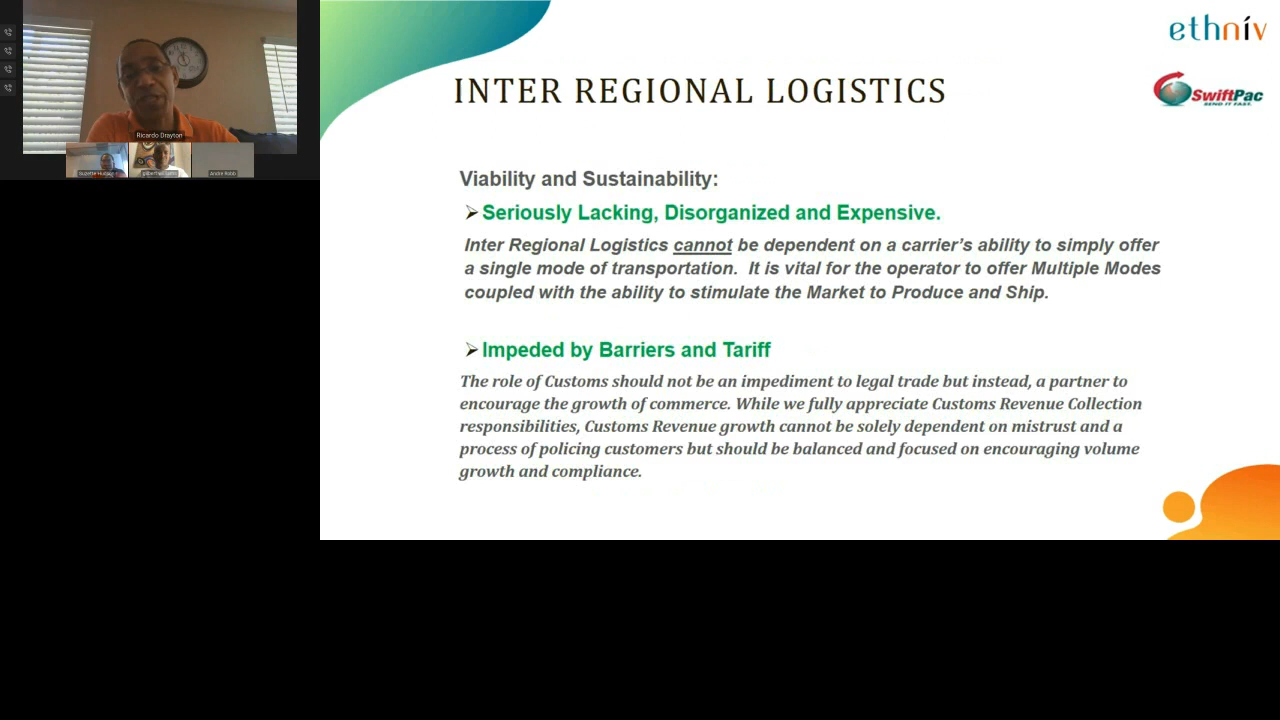 Ricardo Drayton
Andre Robb
ethnív
SwiftPac
SEND IT FAST.
INTER REGIONAL LOGISTICS
Viability and Sustainability:
➢Seriously Lacking, Disorganized and Expensive.
Inter Regional Logistics cannot be dependent on a carrier's ability to simply offer
a single mode of transportation. It is vital for the operator to offer Multiple Modes
coupled with the ability to stimulate the Market to Produce and Ship.
➢Impeded by Barriers and Tariff
The role of Customs should not be an impediment to legal trade but instead, a partner to
encourage the growth of commerce. While we fully appreciate Customs Revenue Collection
responsibilities, Customs Revenue growth cannot be solely dependent on mistrust and a
process of policing customers but should be balanced and focused on encouraging volume
growth and compliance.